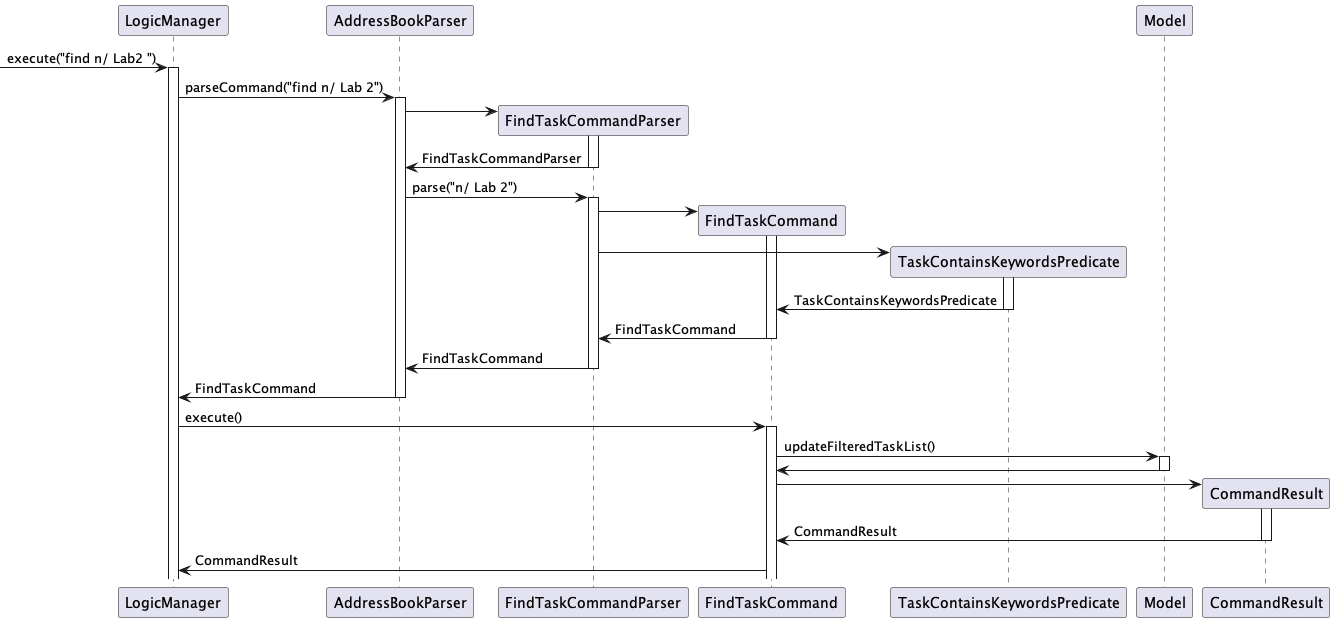 LogicManager
AddressBookParser
Model
execute("find n/ Lab2 ")
parseCommand("find n/ Lab 2")
FindTaskCommandParser
FindTaskCommandParser
parse("n/ Lab 2")
FindTaskCommand
TaskContainsKeywordsPredicate
TaskContainsKeywordsPredicate
FindTaskCommand
FindTaskCommand
FindTaskCommand
execute()
updateFilteredTaskList()
CommandResult
CommandResult
CommandResult
LogicManager
AddressBookParser
FindTaskCommandParser
FindTaskCommand
TaskContainsKeywordsPredicate
Model
CommandResult